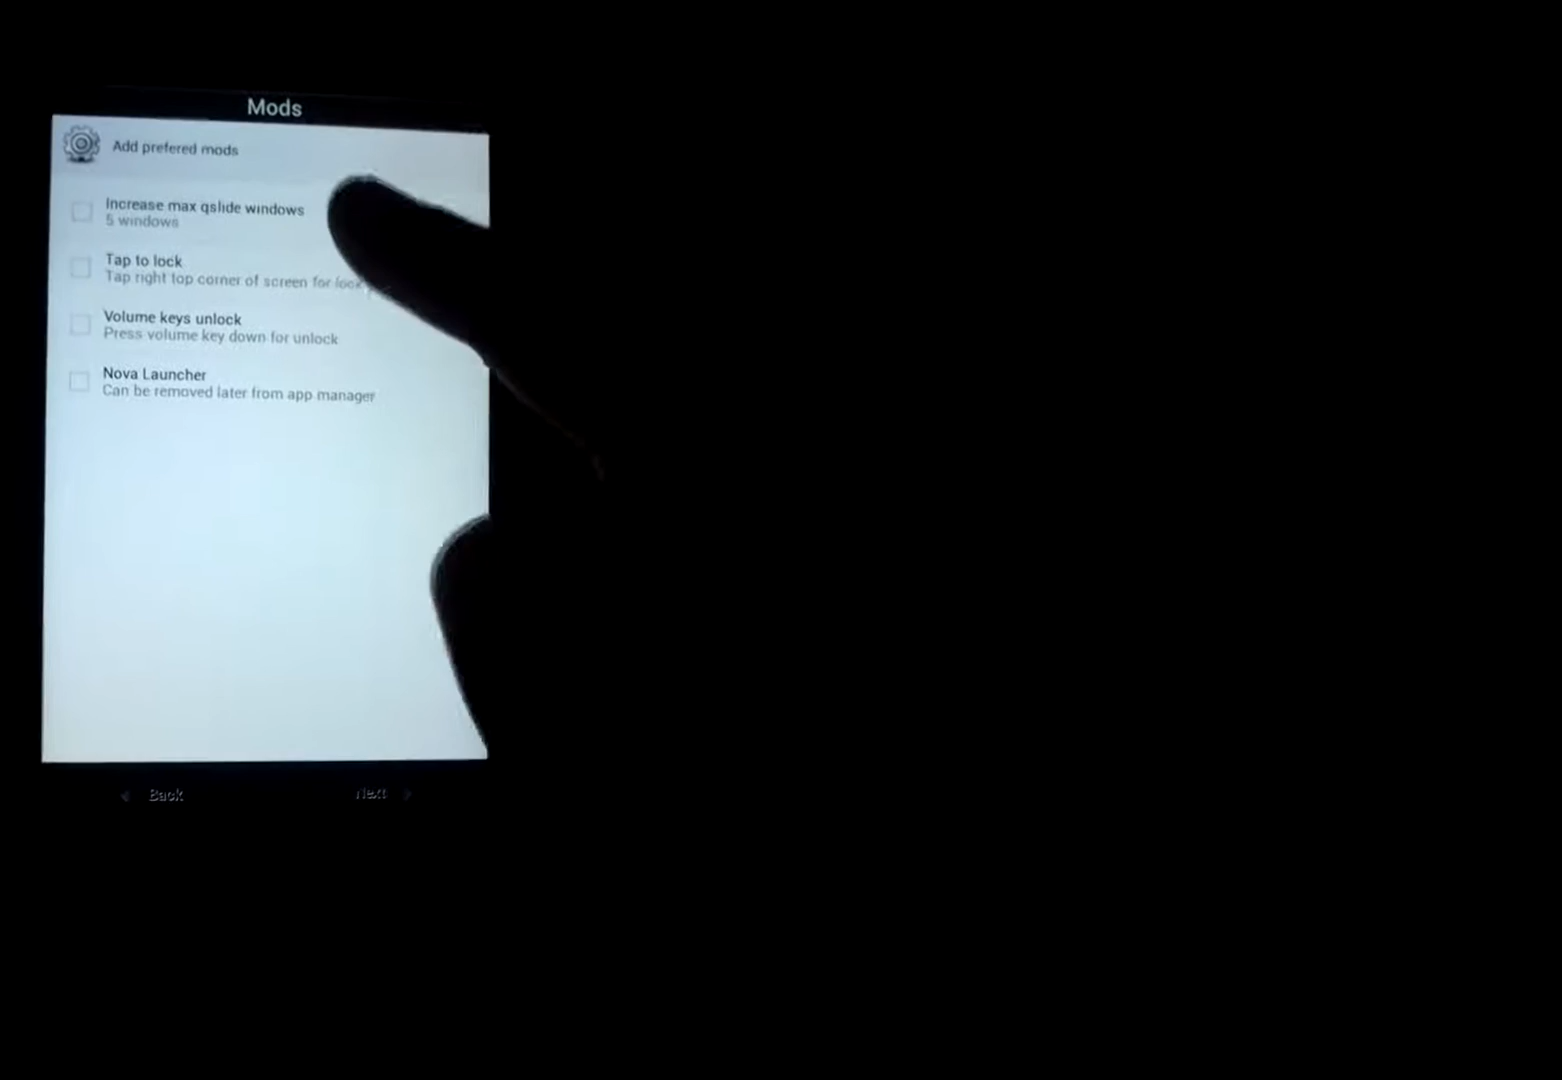 Mods
Add prefered mods
Increase max qslide windows
5 windows
Tap to lock
Tap right top corner of screen for lock
Volume keys unlock
Press volume key down for unlock
Nova Launcher
Can be removed later from app manager
Back
Next